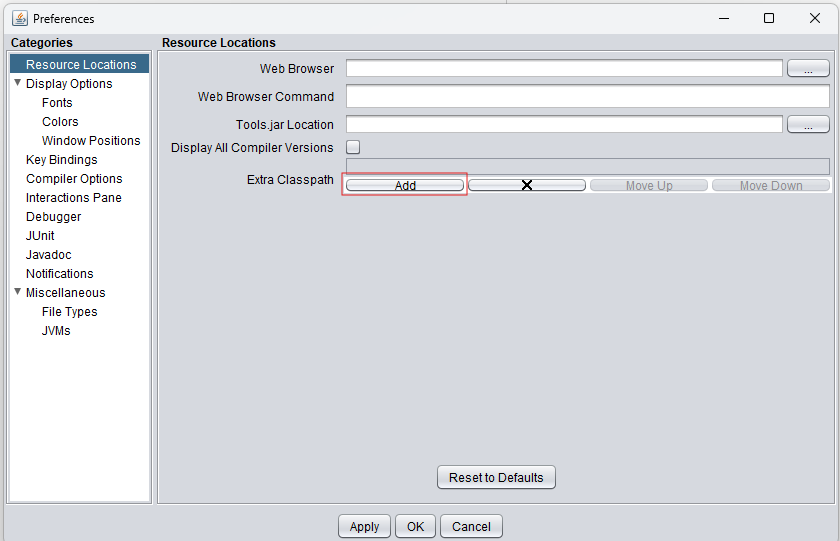 Preferences
Categories
Resource Locations
Display Options
Fonts
Colors
Window Positions
Key Bindings
Compiler Options
Interactions Pane
Debugger
JUnit
Javadoc
Notifications
Miscellaneous
File Types
JVMs
Resource Locations
Web Browser
...
Web Browser Command
Tools.jar Location
...
Display All Compiler Versions
Extra Classpath
Add
Move Up
Move Down
Reset to Defaults
Apply
OK
Cancel